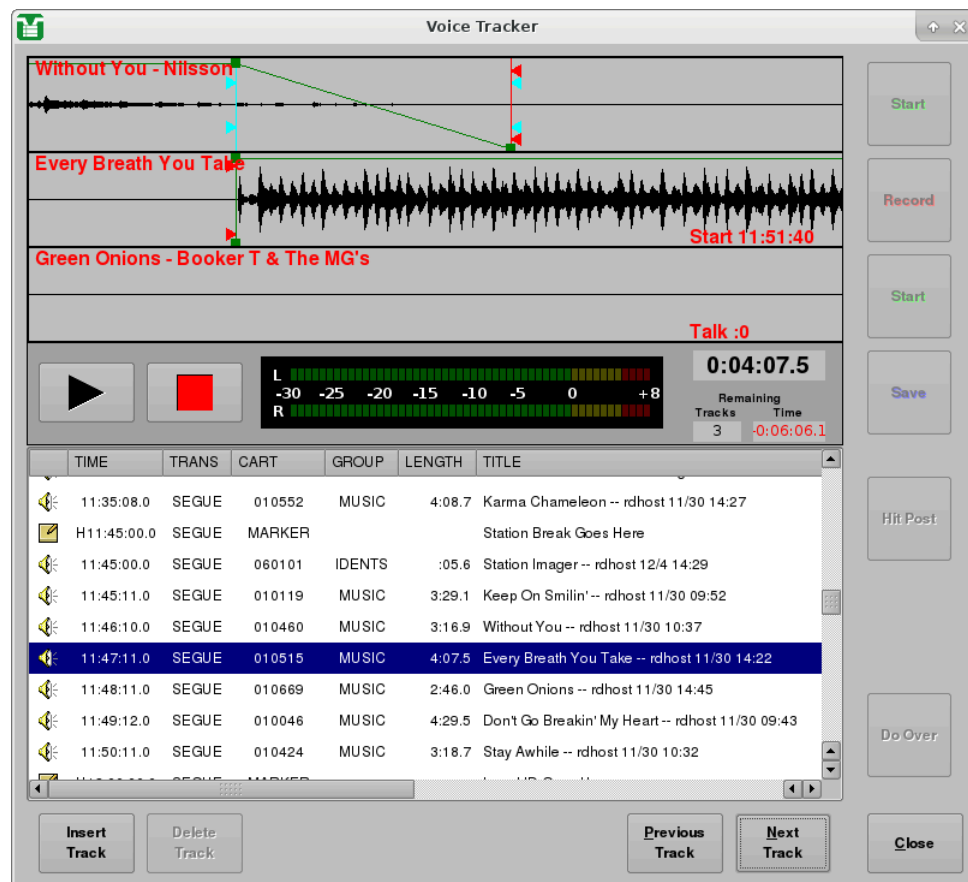 Voice Tracker
Without You - Nilsson
Start
Every Breath You Take
Record
Start 11:51:40
Green Onions - Booker T & The MG's
Start
Talk :0
L
-30 -25 -20 -15 -10 -5 0 +8
R
0:04:07.5
Remaining
Tracks Time
3 -0:06:06.1
Save
TIME TRANS CART GROUP LENGTH TITLE
11:35:08.0 SEGUE 010552 MUSIC 4:08.7 Karma Chameleon -- rdhost 11/30 14:27
H11:45:00.0 SEGUE MARKER Station Break Goes Here
11:45:00.0 SEGUE 060101 IDENTS :05.6 Station Imager -- rdhost 12/4 14:29
11:45:11.0 SEGUE 010119 MUSIC 3:29.1 Keep On Smilin' -- rdhost 11/30 09:52
11:46:10.0 SEGUE 010460 MUSIC 3:16.9 Without You -- rdhost 11/30 10:37
11:47:11.0 SEGUE 010515 MUSIC 4:07.5 Every Breath You Take -- rdhost 11/30 14:22
11:48:11.0 SEGUE 010669 MUSIC 2:46.0 Green Onions -- rdhost 11/30 14:45
11:49:12.0 SEGUE 010046 MUSIC 4:29.5 Don't Go Breakin' My Heart -- rdhost 11/30 09:43
11:50:11.0 SEGUE 010424 MUSIC 3:18.7 Stay Awhile -- rdhost 11/30 10:32
Hit Post
Do Over
Insert Track
Delete Track
Previous Track
Next Track
Close